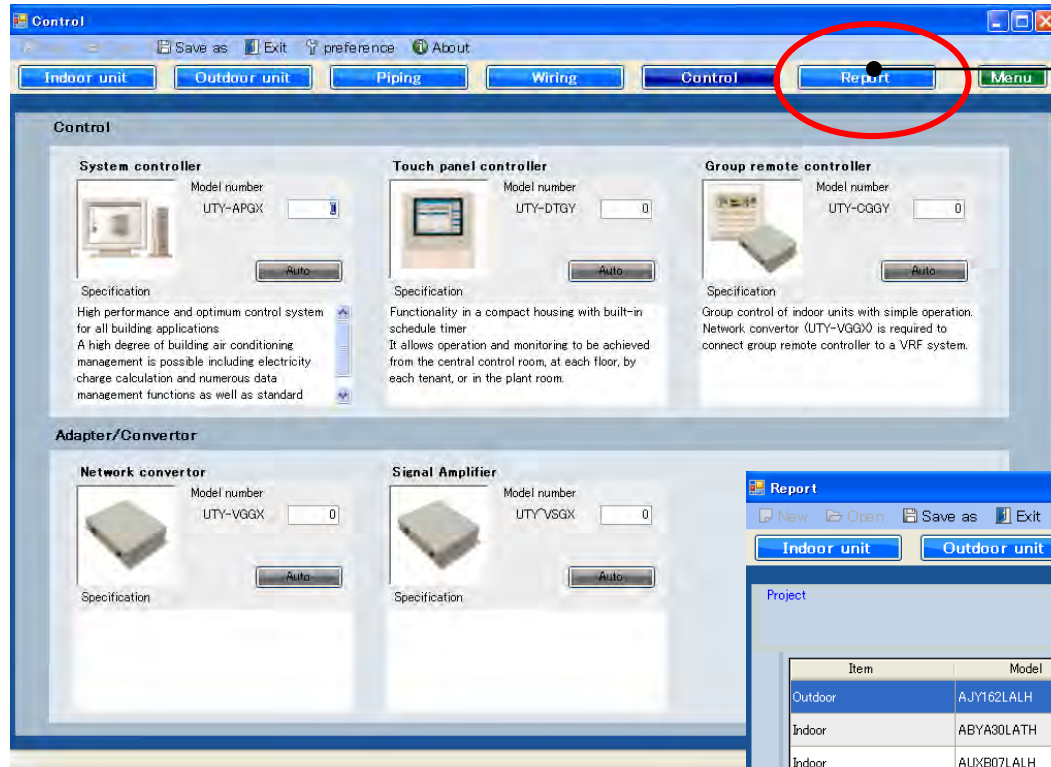 Control
Save as Exit preference About
Indoor unit Outdoor unit Piping Wiring Control Report Menu
Control
System controller
Model number
UTY-APGX
Auto
Specification
High performance and optimum control system
for all building applications
A high degree of building air conditioning
management is possible including electricity
charge calculation and numerous data
management functions as well as standard
Touch panel controller
Model number
UTY-DTGY 0
Auto
Specification
Functionality in a compact housing with built-in
schedule timer
It allows operation and monitoring to be achieved
from the central control room, at each floor, by
each tenant, or in the plant room.
Group remote controller
Model number
UTY-CGGY 0
Auto
Specification
Group control of indoor units with simple operation.
Network convertor (UTY-VGGX) is required to
connect group remote controller to a VRF system.
Adapter/Convertor
Network convertor
Model number
UTY-VGGX 0
Auto
Specification
Signal Amplifier
Model number
UTY-VSGX 0
Auto
Specification
Report
New Open Save as Exit
Indoor unit Outdoor unit
Project
Item Model
Outdoor AJY162LALH
Indoor ABYA30LATH
Indoor AUXB07LALH